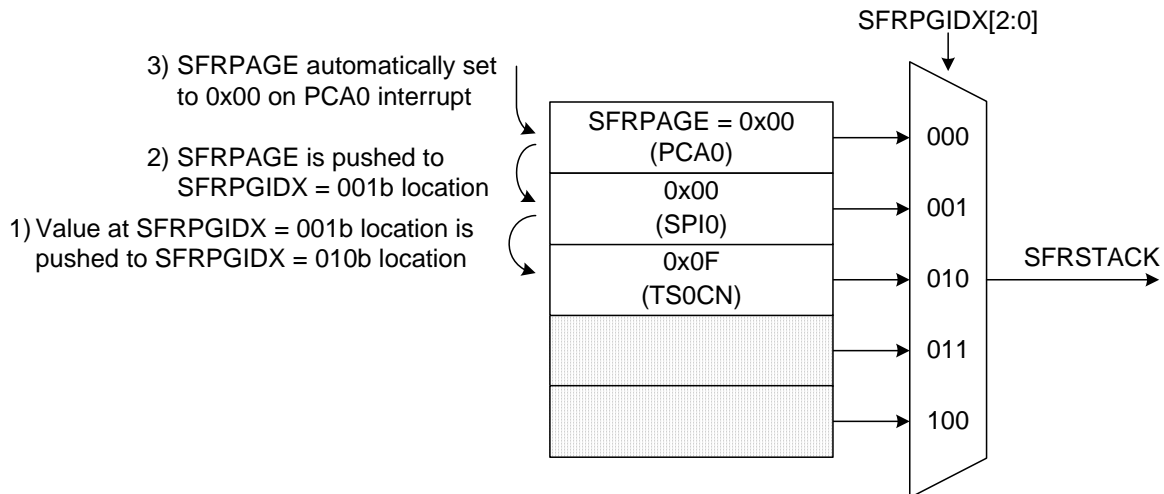 SFRPGIDX[2:0]
3) SFRPAGE automatically set
to 0x00 on PCA0 interrupt
2) SFRPAGE is pushed to
SFRPGIDX = 001b location
1) Value at SFRPGIDX = 001b location is
pushed to SFRPGIDX = 010b location
SFRPAGE = 0x00
(PCA0)
0x00
(SPI0)
0x0F
(TS0CN)
000
001
010
011
100
SFRSTACK